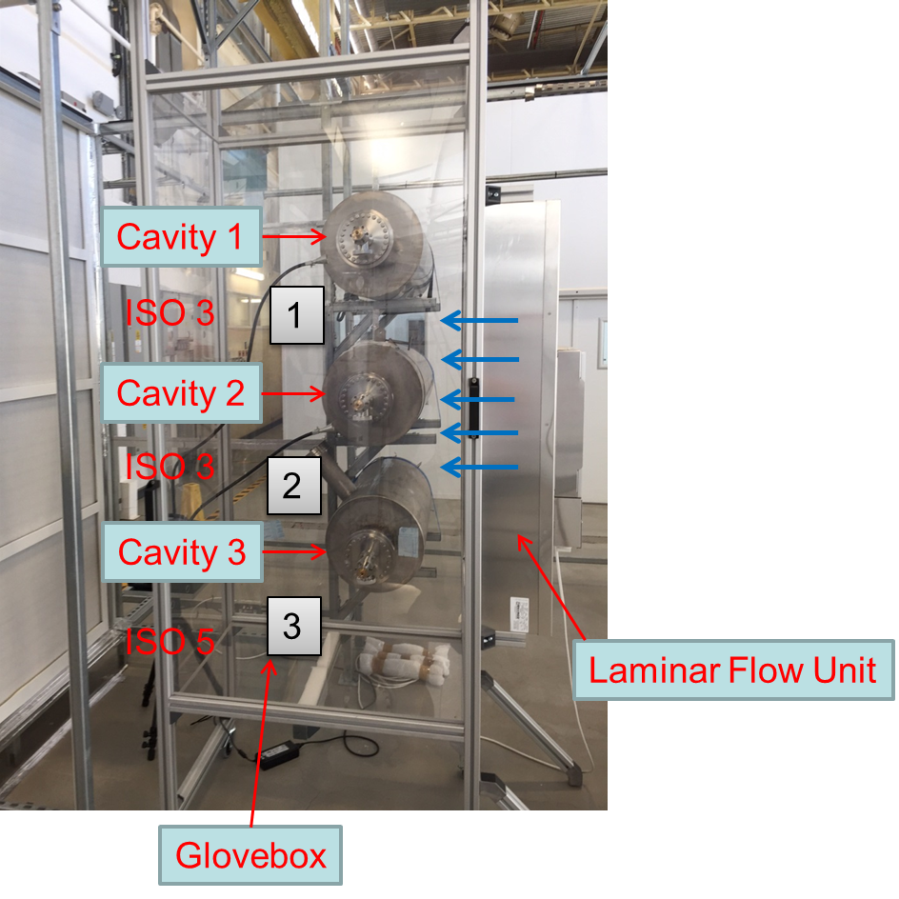 Cavity 1
ISO 3
1
Cavity 2
ISO 3
2
Cavity 3
ISO 5
3
Laminar Flow Unit
Glovebox